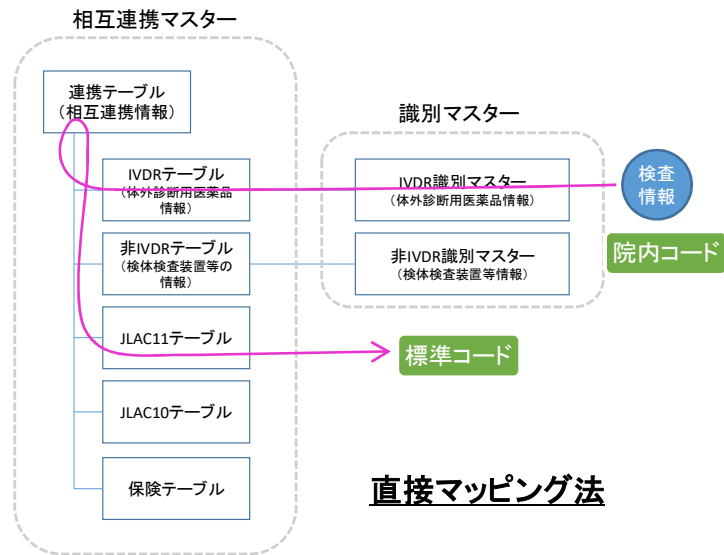 相互連携マスター
連携テーブル
（相互連携情報）
識別マスター
IVDRテーブル
（体外診断用医薬品
情報）
IVDR識別マスター
（体外診断用医薬品情報）
検査
情報
非IVDRテーブル
（検体検査装置等の
情報）
非IVDR識別マスター
（検体検査装置等情報）
院内コード
JLAC11テーブル
標準コード
JLAC10テーブル
保険テーブル
直接マッピング法